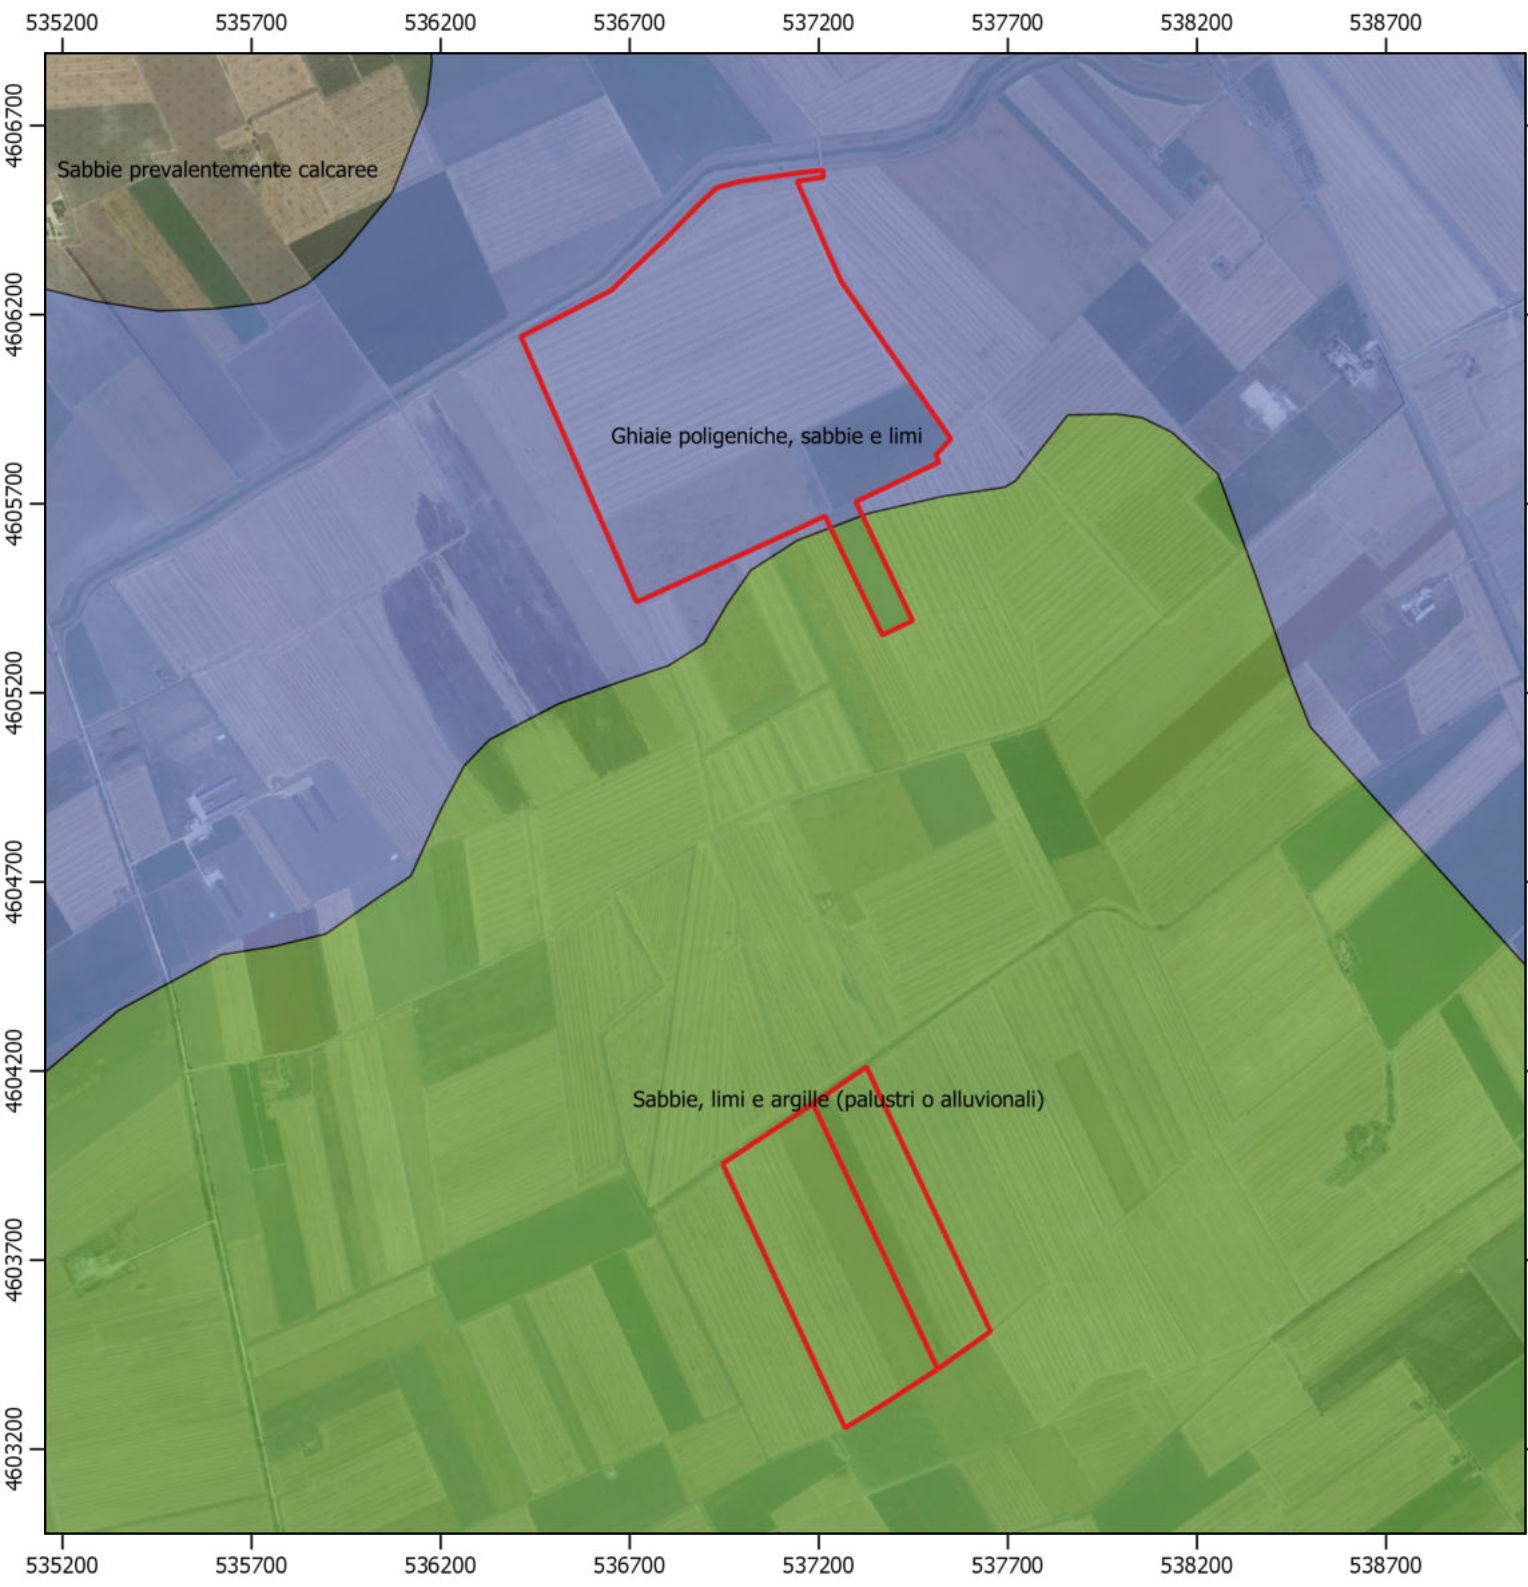 535200 535700 536200 536700 537200 537700 538200 538700
4606700
Sabbie prevalentemente calcaree
4606200
Ghiaie poligeniche, sabbie e limi
4605700
4605200
4604700
4604200
Sabbie, limi e argille (palustri o alluvionali)
4603700
4603200
535200 535700 536200 536700 537200 537700 538200 538700